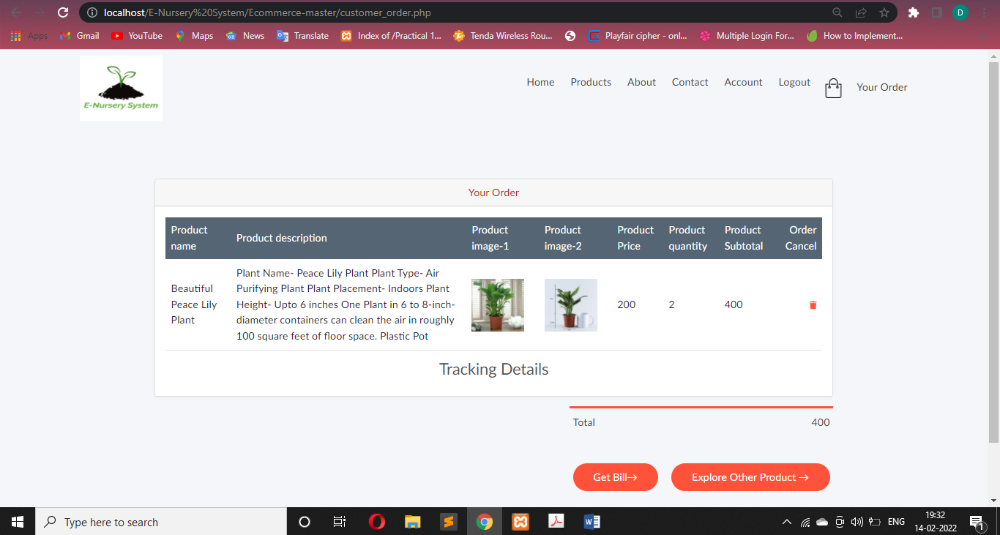 localhost/E-Nursery%20System/Ecommerce-master/customer_order.php
D
Apps Gmail YouTube Maps News Translate Index of /Practical 1... Tenda Wireless Rou... Playfair cipher - onl... Multiple Login For... How to Implement...
E-Nursery System
Home Products About Contact Account Logout Your Order
Your Order
Product name
Product description
Product image-1
Product image-2
Product Price
Product quantity
Product Subtotal
Order Cancel
Beautiful
Peace Lily
Plant
Plant Name- Peace Lily Plant Plant Type- Air
Purifying Plant Plant Placement- Indoors Plant
Height- Upto 6 inches One Plant in 6 to 8-inch-
diameter containers can clean the air in roughly
100 square feet of floor space. Plastic Pot
200
2
400
Tracking Details
Total 400
Get Bill→ Explore Other Product →
Type here to search
ENG
19:32
14-02-2022
1